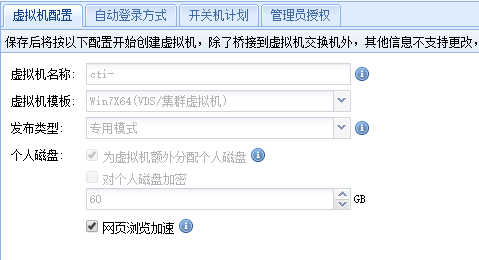 虚拟机配置 自动登录方式 开关机计划 管理员授权
保存后将按以下配置开始创建虚拟机，除了桥接到虚拟机交换机外，其他信息不支持更改，
虚拟机名称: cti-
虚拟机模板: Win7X64(VDS/集群虚拟机)
发布类型: 专用模式
个人磁盘: 为虚拟机额外分配个人磁盘
对个人磁盘加密
60 GB
网页浏览加速